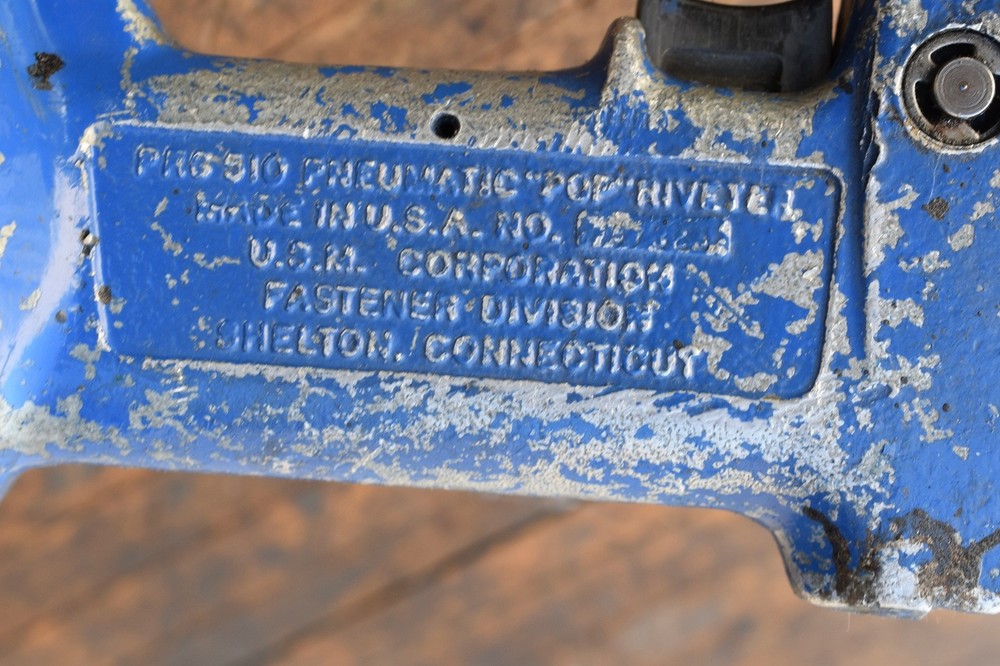 PRG 510 PNEUMATIC "POP" RIVETER
MADE IN U.S.A. NO.
U.S.M. CORPORATION
FASTENER DIVISION
SHELTON, CONNECTICUT